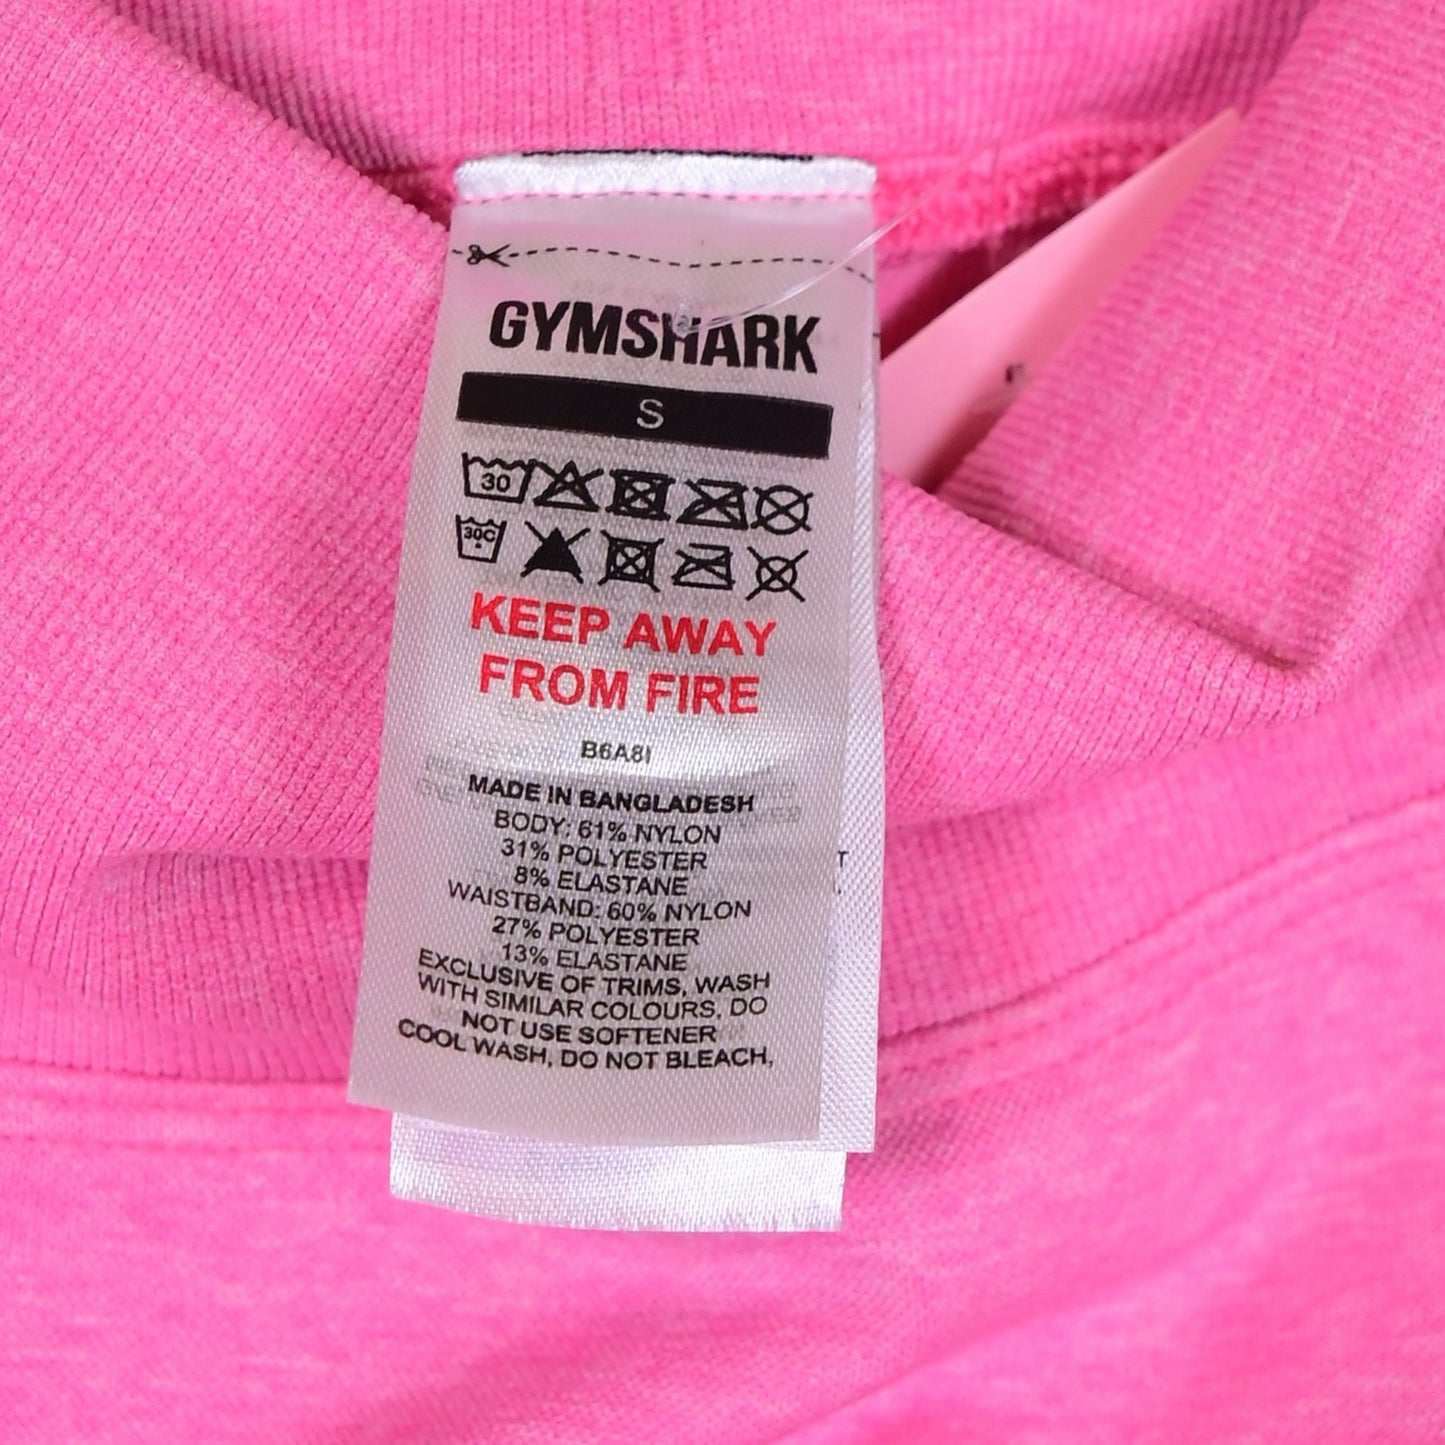 GYMSHARK
S
30
30C
KEEP AWAY
FROM FIRE
B6A8I
MADE IN BANGLADESH
BODY: 61% NYLON
31% POLYESTER
8% ELASTANE
WAISTBAND: 60% NYLON
27% POLYESTER
13% ELASTANE
EXCLUSIVE OF TRIMS, WASH
WITH SIMILAR COLOURS, DO
NOT USE SOFTENER
COOL WASH, DO NOT BLEACH,